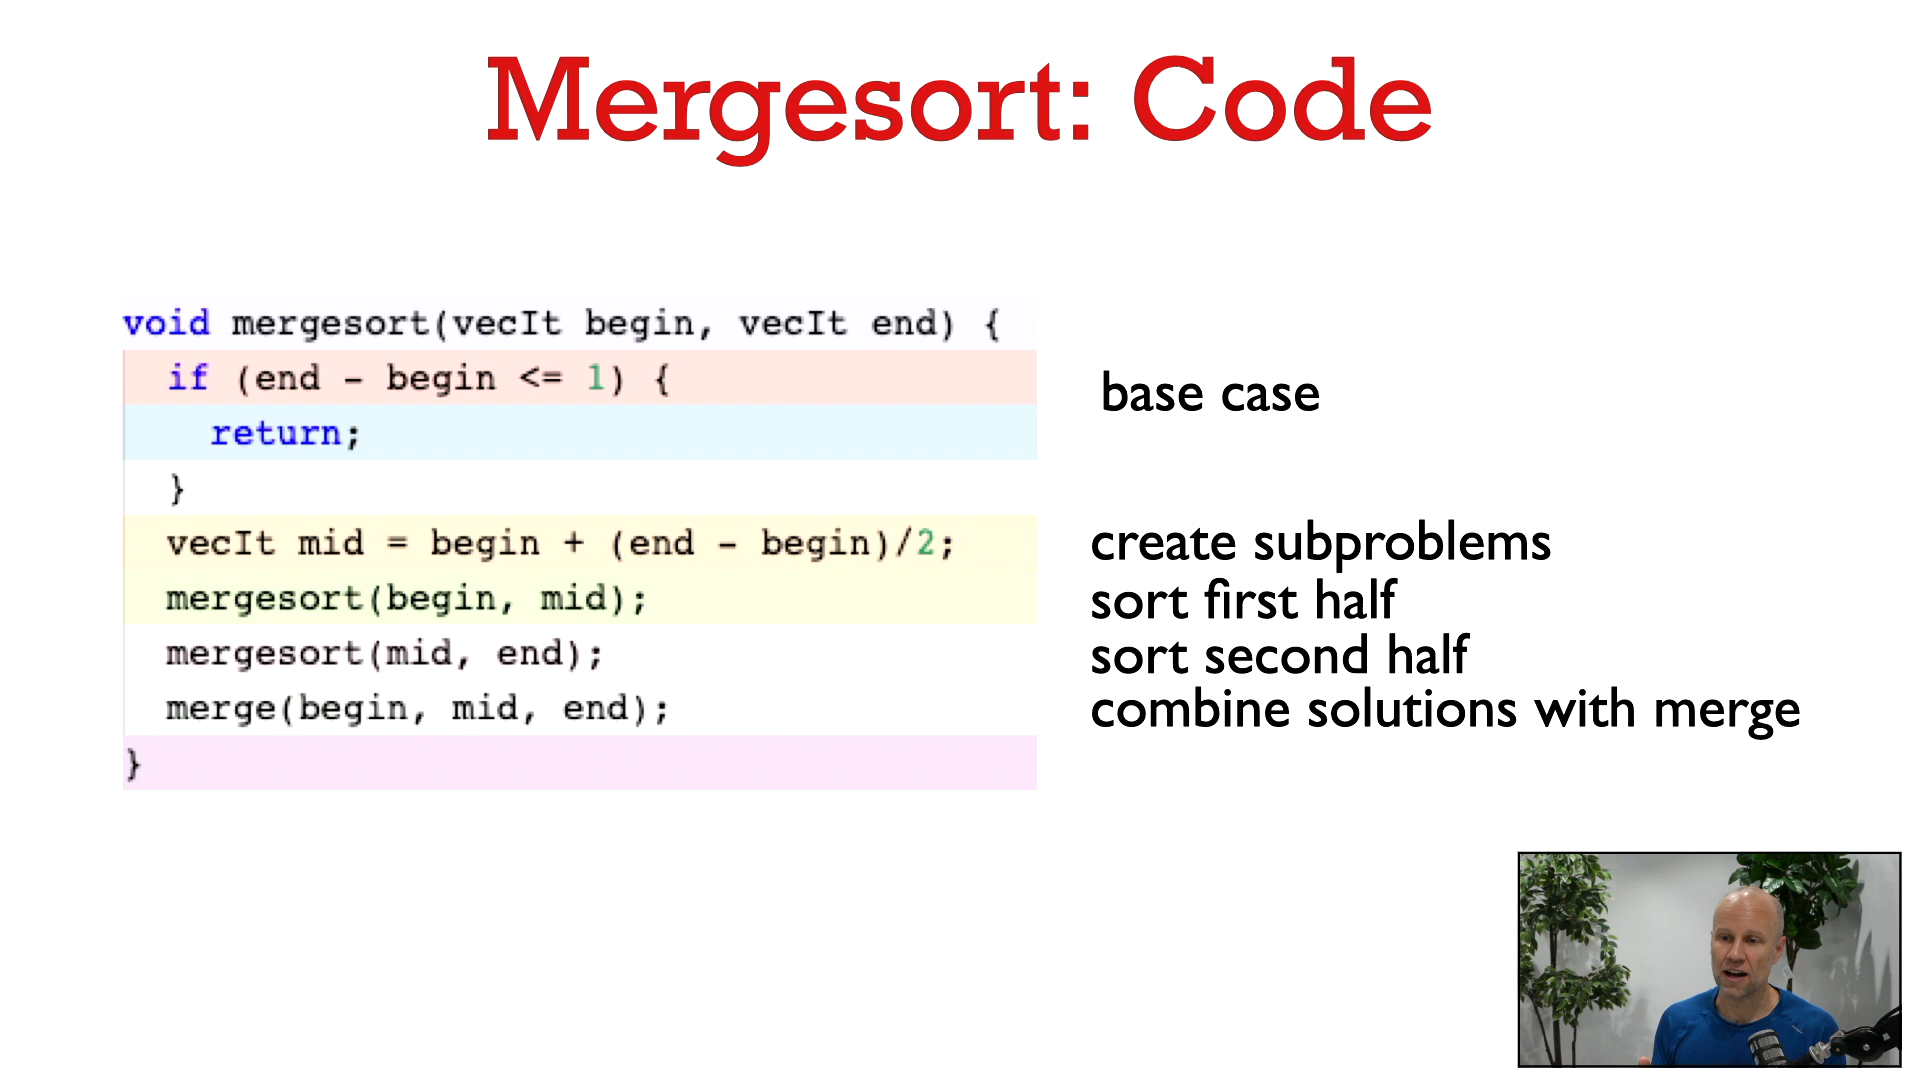 Mergesort: Code
void mergesort(vecIt begin, vecIt end) {
if (end - begin <= 1) {
base case
return;
}
vecIt mid = begin + (end - begin)/2;
create subproblems
mergesort(begin, mid);
sort first half
mergesort(mid, end);
sort second half
merge(begin, mid, end);
combine solutions with merge
}